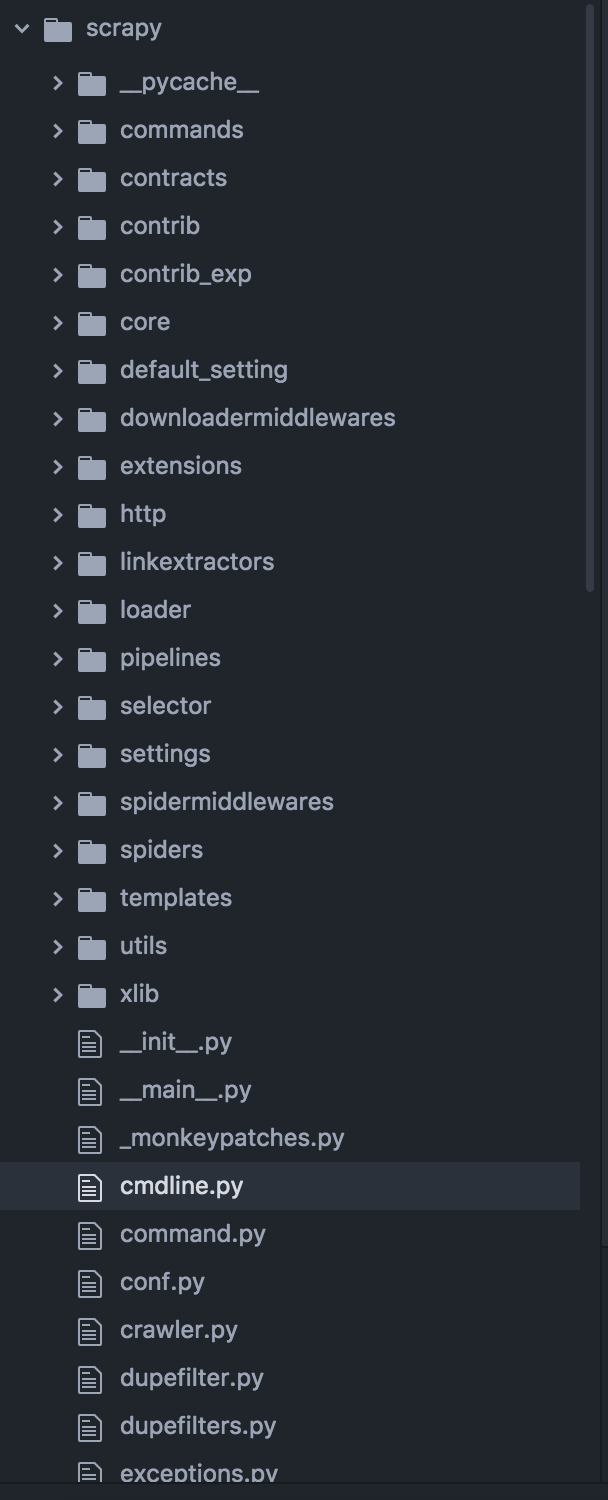 scrapy
__pycache__
commands
contracts
contrib
contrib_exp
core
default_setting
downloadermiddlewares
extensions
http
linkextractors
loader
pipelines
selector
settings
spidermiddlewares
spiders
templates
utils
xlib
__init__.py
__main__.py
_monkeypatches.py
cmdline.py
command.py
conf.py
crawler.py
dupefilter.py
dupefilters.py
exceptions.py